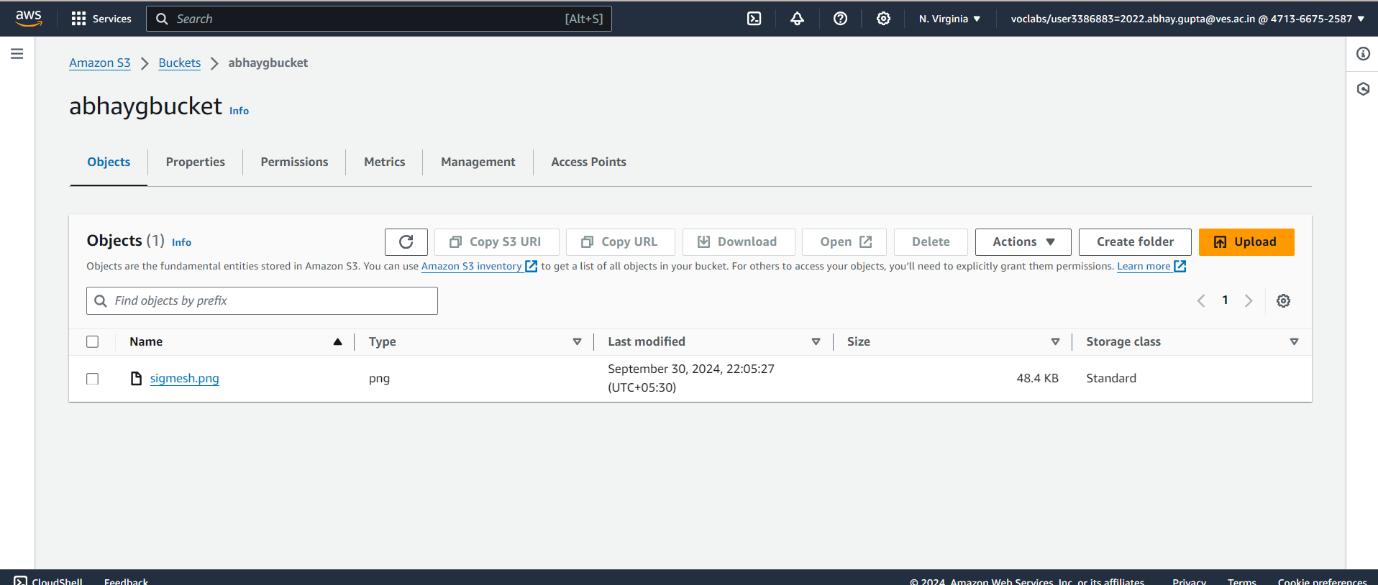 aws Services Search [Alt+S] N. Virginia voclabs/user3386883=2022.abhay.gupta@ves.ac.in @ 4713-6675-2587
Amazon S3 Buckets abhaygbucket
abhaygbucket Info
Objects Properties Permissions Metrics Management Access Points
Objects (1) Info Copy S3 URI Copy URL Download Open Delete Actions Create folder Upload
Objects are the fundamental entities stored in Amazon S3. You can use Amazon S3 inventory to get a list of all objects in your bucket. For others to access your objects, you'll need to explicitly grant them permissions. Learn more
Find objects by prefix 1
Name Type Last modified Size Storage class
sigmesh.png png September 30, 2024, 22:05:27 48.4 KB Standard
(UTC+05:30)
CloudShell Feedback © 2024, Amazon Web Services, Inc. or its affiliates. Privacy Terms Cookie preferences